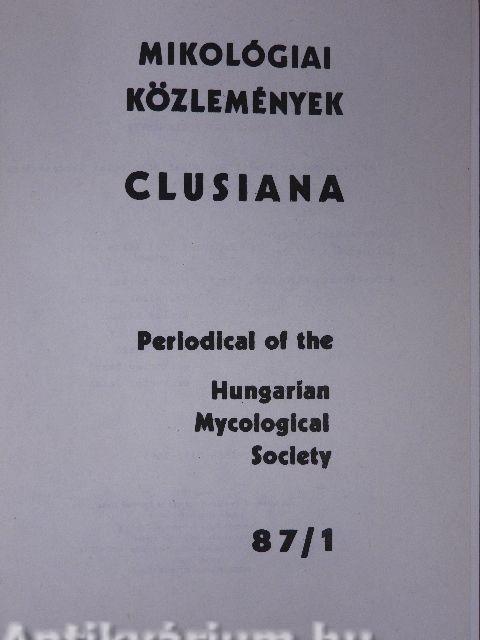 MIKOLÓGIAI
KÖZLEMÉNYEK
CLUSIANA
Periodical of the
Hungarian
Mycological
Society
87/1
Antikvárium.hu